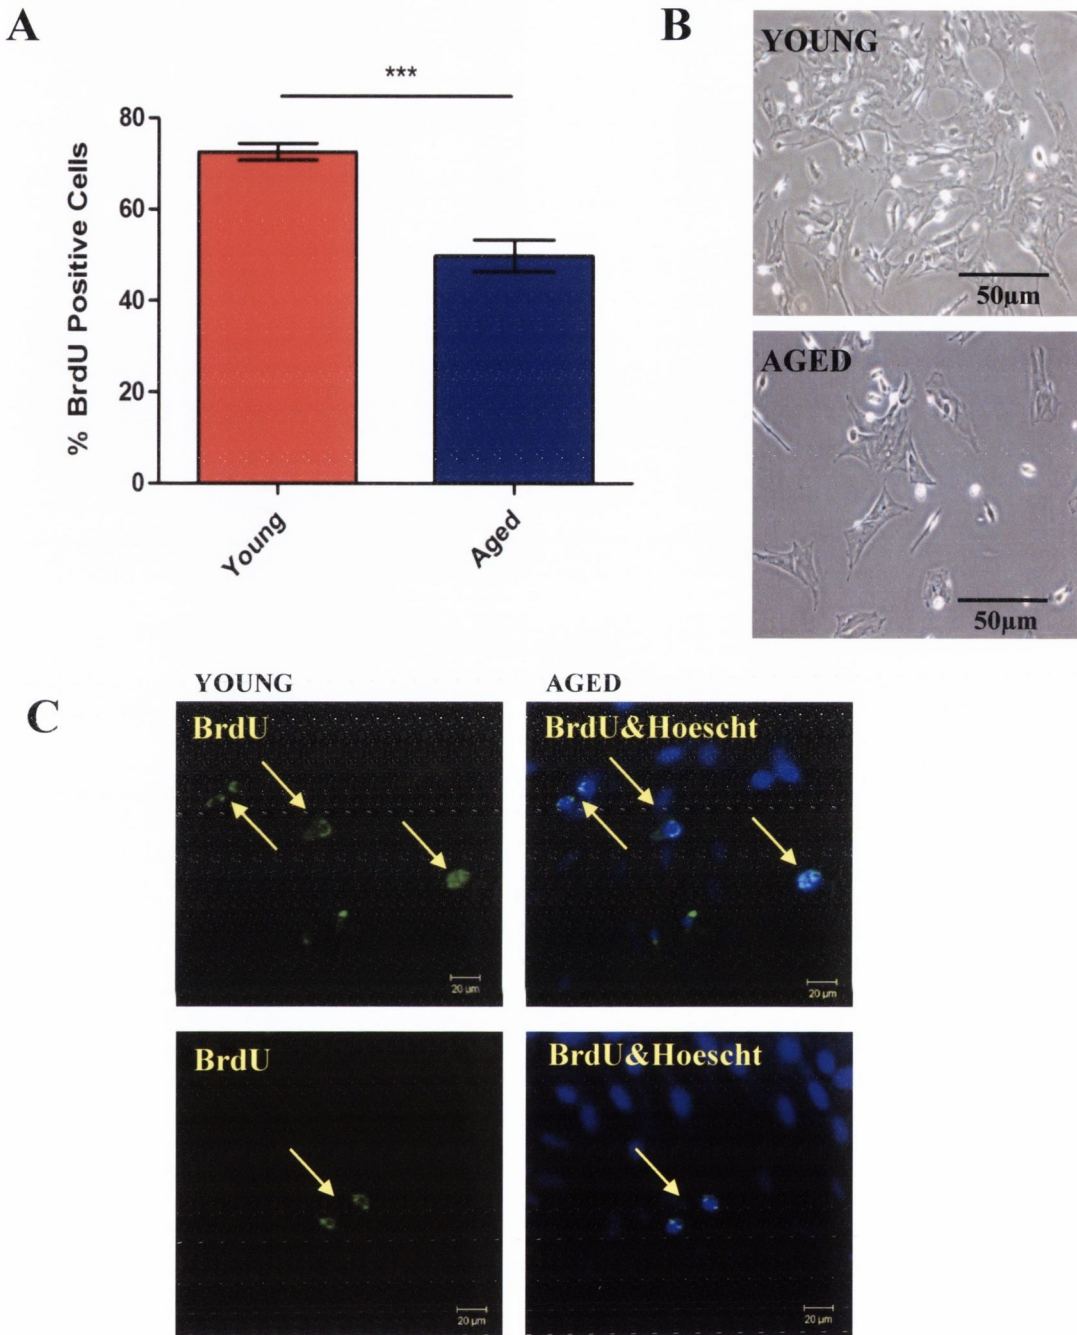 A
***
% BrdU Positive Cells
80
60
40
20
0
Young
Aged
B
YOUNG
50µm
AGED
50µm
C
YOUNG
AGED
BrdU
BrdU&Hoescht
20 µm
20 µm
BrdU
BrdU&Hoescht
20 µm
20 µm